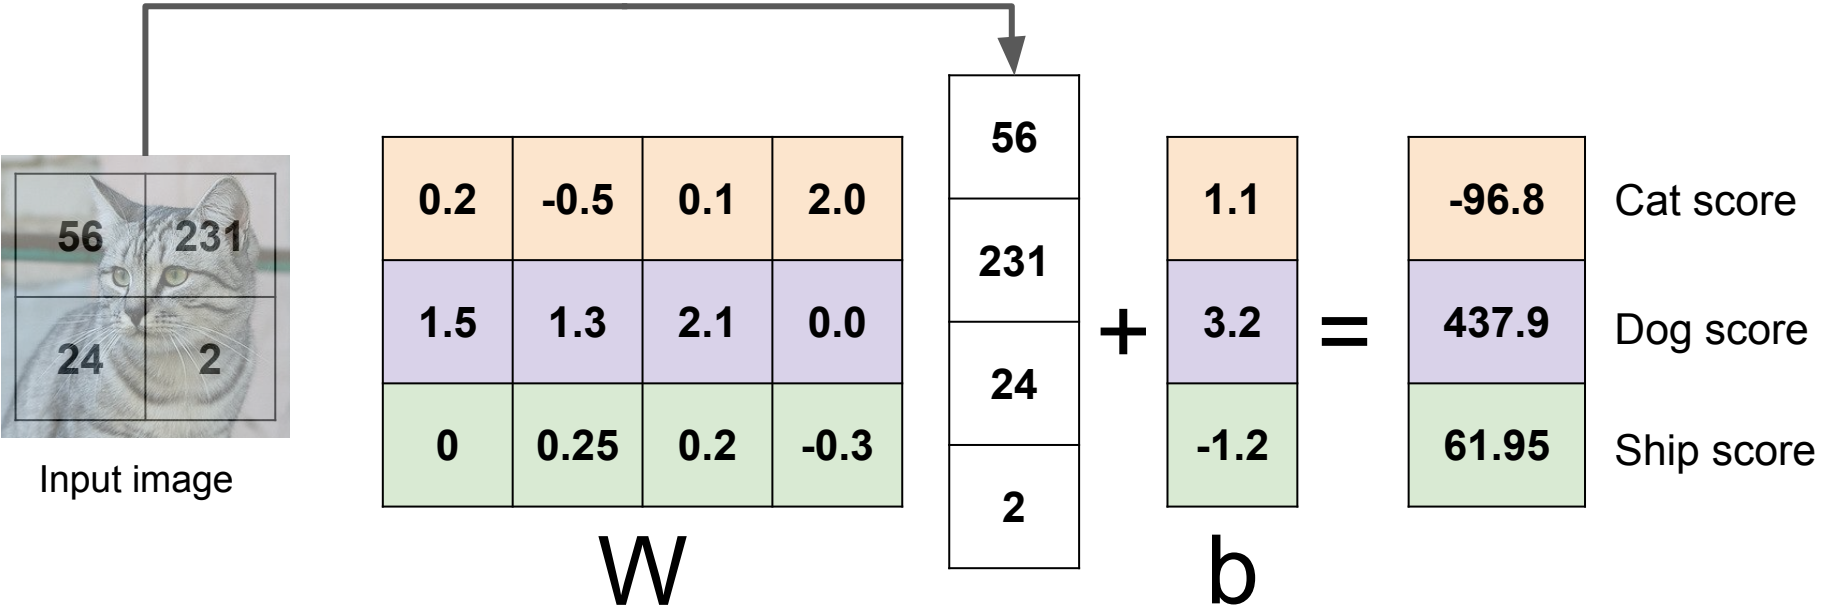 56 231
24 2
Input image
0.2 -0.5 0.1 2.0
1.5 1.3 2.1 0.0
0 0.25 0.2 -0.3
W
56
231
24
2
+
1.1
3.2
-1.2
b
=
-96.8 Cat score
437.9 Dog score
61.95 Ship score